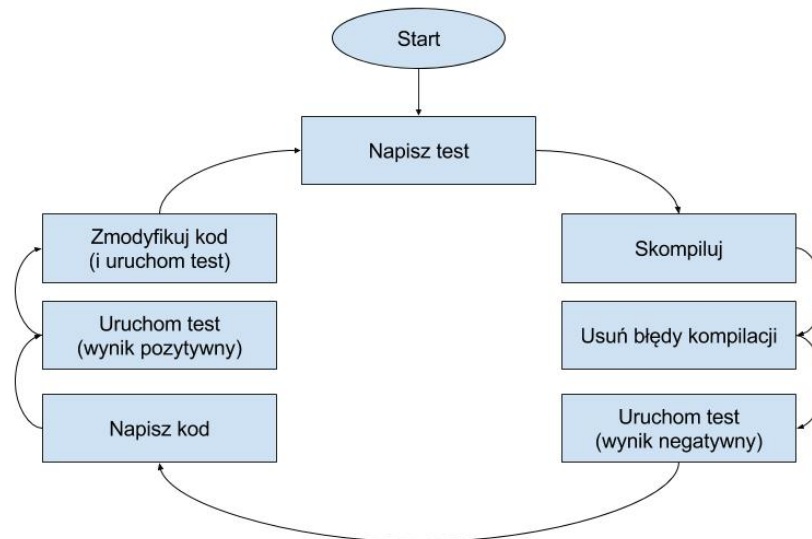 Start
Napisz test
Skompiluj
Usuń błędy kompilacji
Uruchom test
(wynik negatywny)
Napisz kod
Uruchom test
(wynik pozytywny)
Zmodyfikuj kod
(i uruchom test)